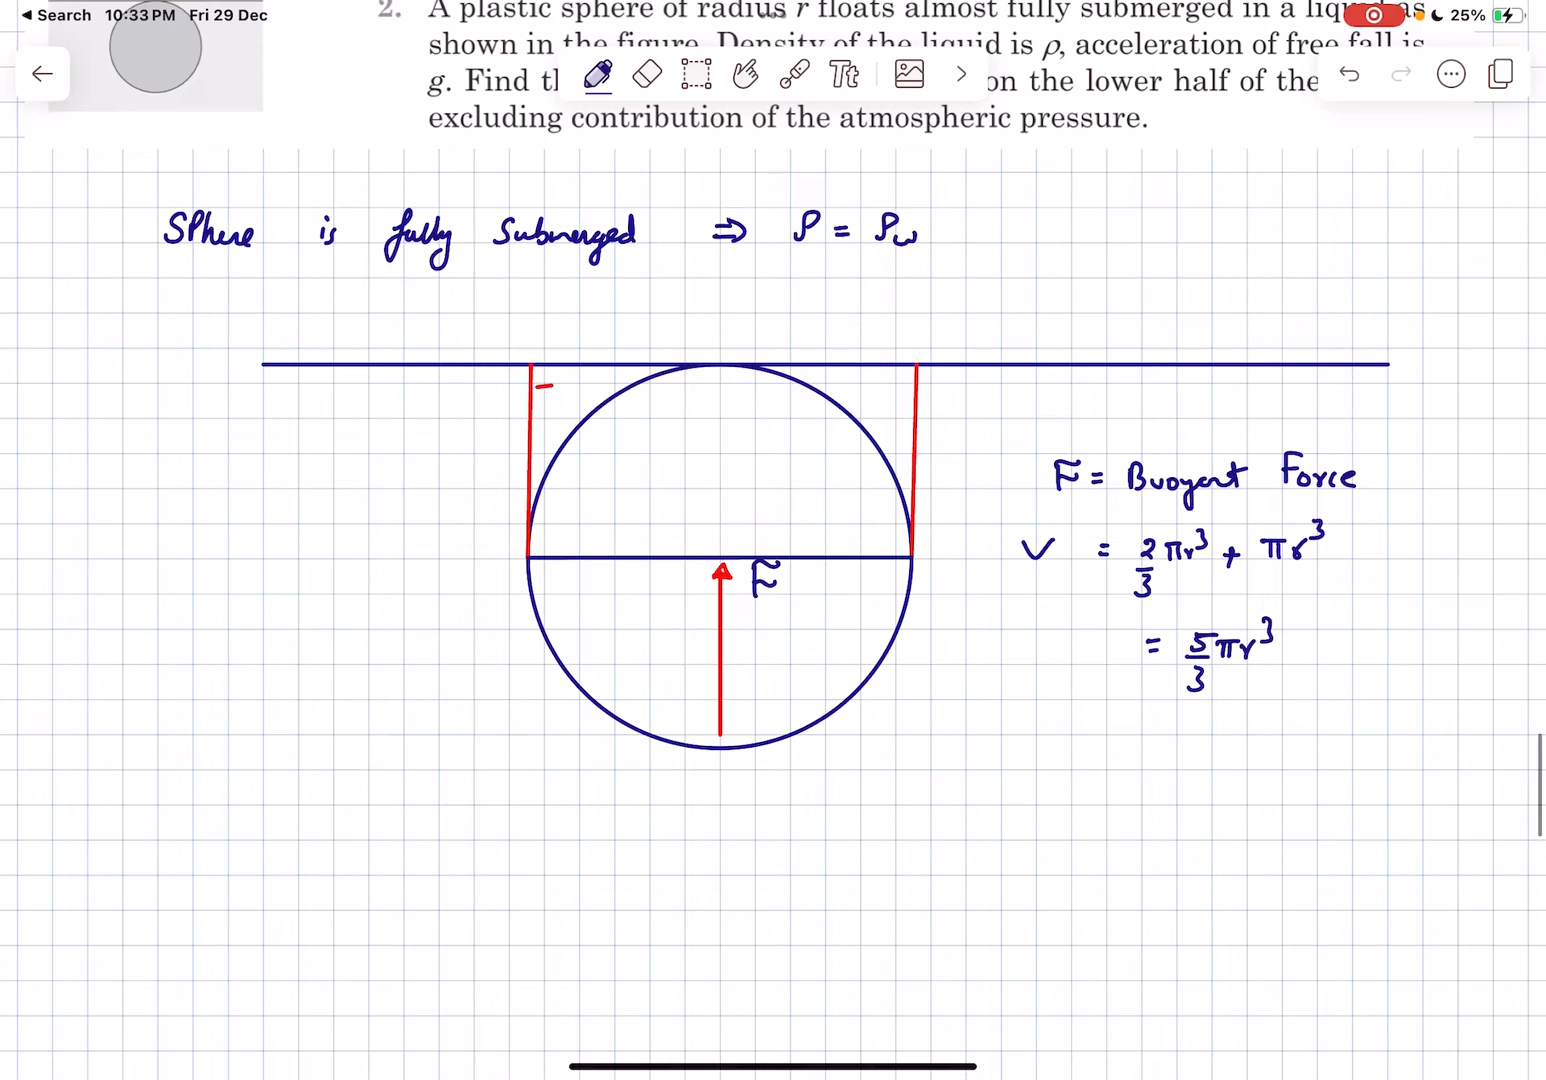 Search 10:33 PM Fri 29 Dec
25%
2. A plastic sphere of radius r floats almost fully submerged in a as
shown in the figure. Density of the liquid is ρ, acceleration of free fall is
g. Find on the lower half of the
excluding contribution of the atmospheric pressure.
Tt
Sphere is fully Submerged ⇒ ρ = ρw
F = Buoyant Force
V = 2/3 πr³ + πr³
F
= 5/3 πr³